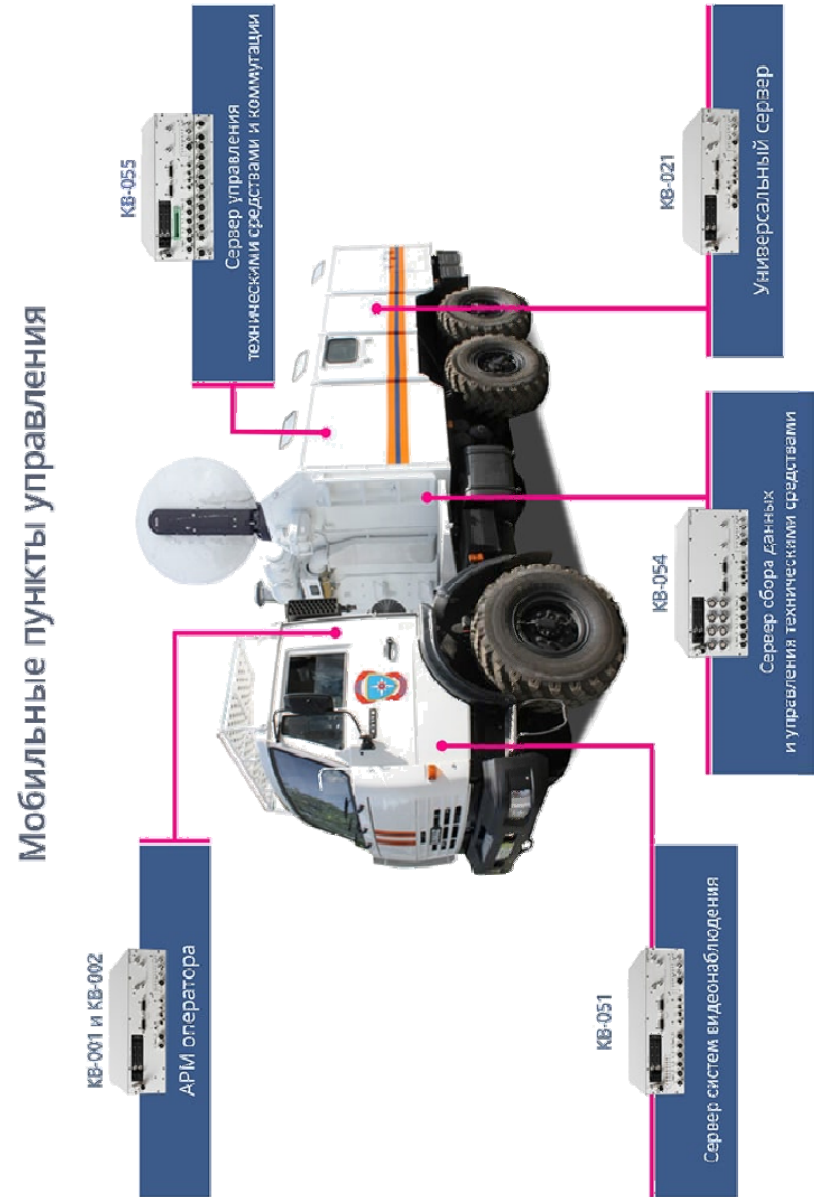 Мобильные пункты управления
КВ-001 и КВ-002
АРМ оператора
КВ-055
Сервер управления
техническими средствами и коммутации
КВ-051
Сервер систем видеонаблюдения
КВ-054
Сервер сбора данных
и управления техническими средствами
КВ-021
Универсальный сервер